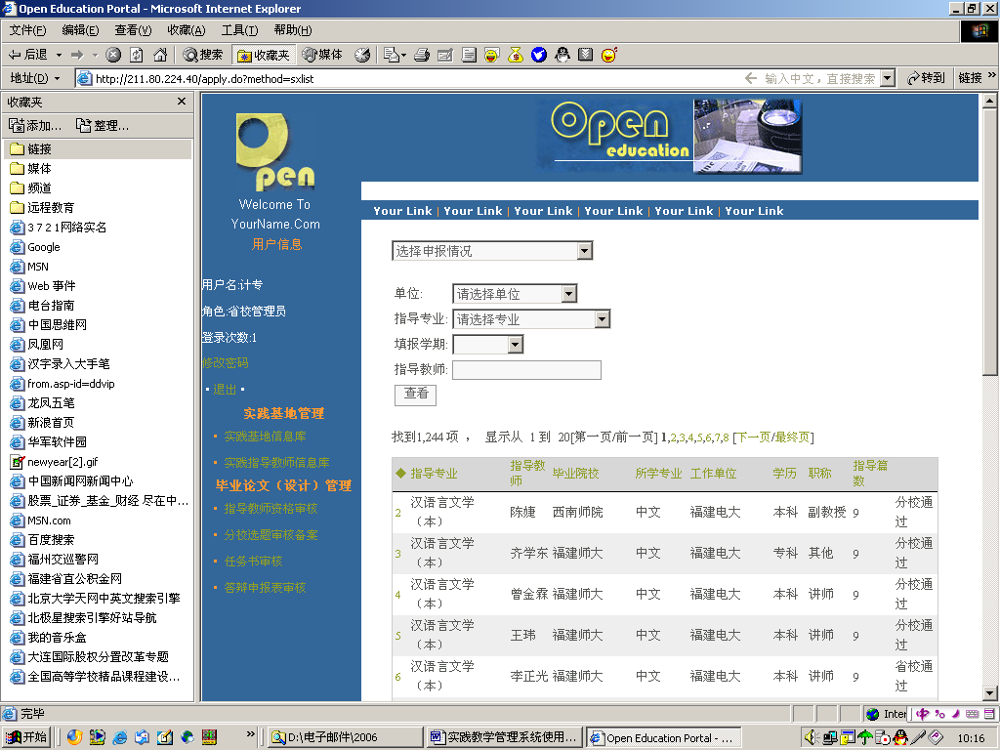 Open Education Portal - Microsoft Internet Explorer
文件(F) 编辑(E) 查看(V) 收藏(A) 工具(T) 帮助(H)
后退 搜索 收藏夹 媒体
地址(D) http://211.80.224.40/apply.do?method=sxlist 输入中文，直接搜索 转到 链接 »
收藏夹
添加... 整理...
链接
媒体
频道
远程教育
3721网络实名
Google
MSN
Web 事件
电台指南
中国思维网
凤凰网
汉字录入大手笔
from.asp-id=ddvip
龙凤五笔
新浪首页
华军软件园
newyear[2].gif
中国新闻网新闻中心
股票_证券_基金_财经 尽在中...
MSN.com
百度搜索
福州交巡警网
福建省直公积金网
北京大学天网中英文搜索引擎
北极星搜索引擎好站导航
我的音乐盒
大连国际股权分置改革专题
全国高等学校精品课程建设...
Open
Welcome To
YourName.Com
用户信息
用户名:计专
角色:省校管理员
登录次数:1
修改密码
• 退出 •
实践基地管理
• 实践基地信息库
• 实践指导教师信息库
毕业论文（设计）管理
• 指导教师资格审核
• 分校选题审核备案
• 任务书审核
• 答辩申报表审核
Open
education
Your Link | Your Link | Your Link | Your Link | Your Link | Your Link
选择申报情况
单位: 请选择单位
指导专业: 请选择专业
填报学期:
指导教师:
查看
找到1,244 项 ， 显示从 1 到 20[第一页/前一页] 1,2,3,4,5,6,7,8 [下一页/最终页]
◆ 指导专业 指导教师 毕业院校 所学专业 工作单位 学历 职称 指导篇数
2 汉语言文学（本） 陈婕 西南师院 中文 福建电大 本科 副教授 9 分校通过
3 汉语言文学（本） 齐学东 福建师大 中文 福建电大 专科 其他 9 分校通过
4 汉语言文学（本） 曾金霖 福建师大 中文 福建电大 本科 讲师 9 分校通过
5 汉语言文学（本） 王玮 福建师大 中文 福建电大 本科 讲师 9 分校通过
6 汉语言文学（本） 李正光 福建师大 中文 福建电大 本科 讲师 9 省校通过
完毕 Inter 中
开始 » D:\电子邮件\2006 实践教学管理系统使用... Open Education Portal - ... 10:16